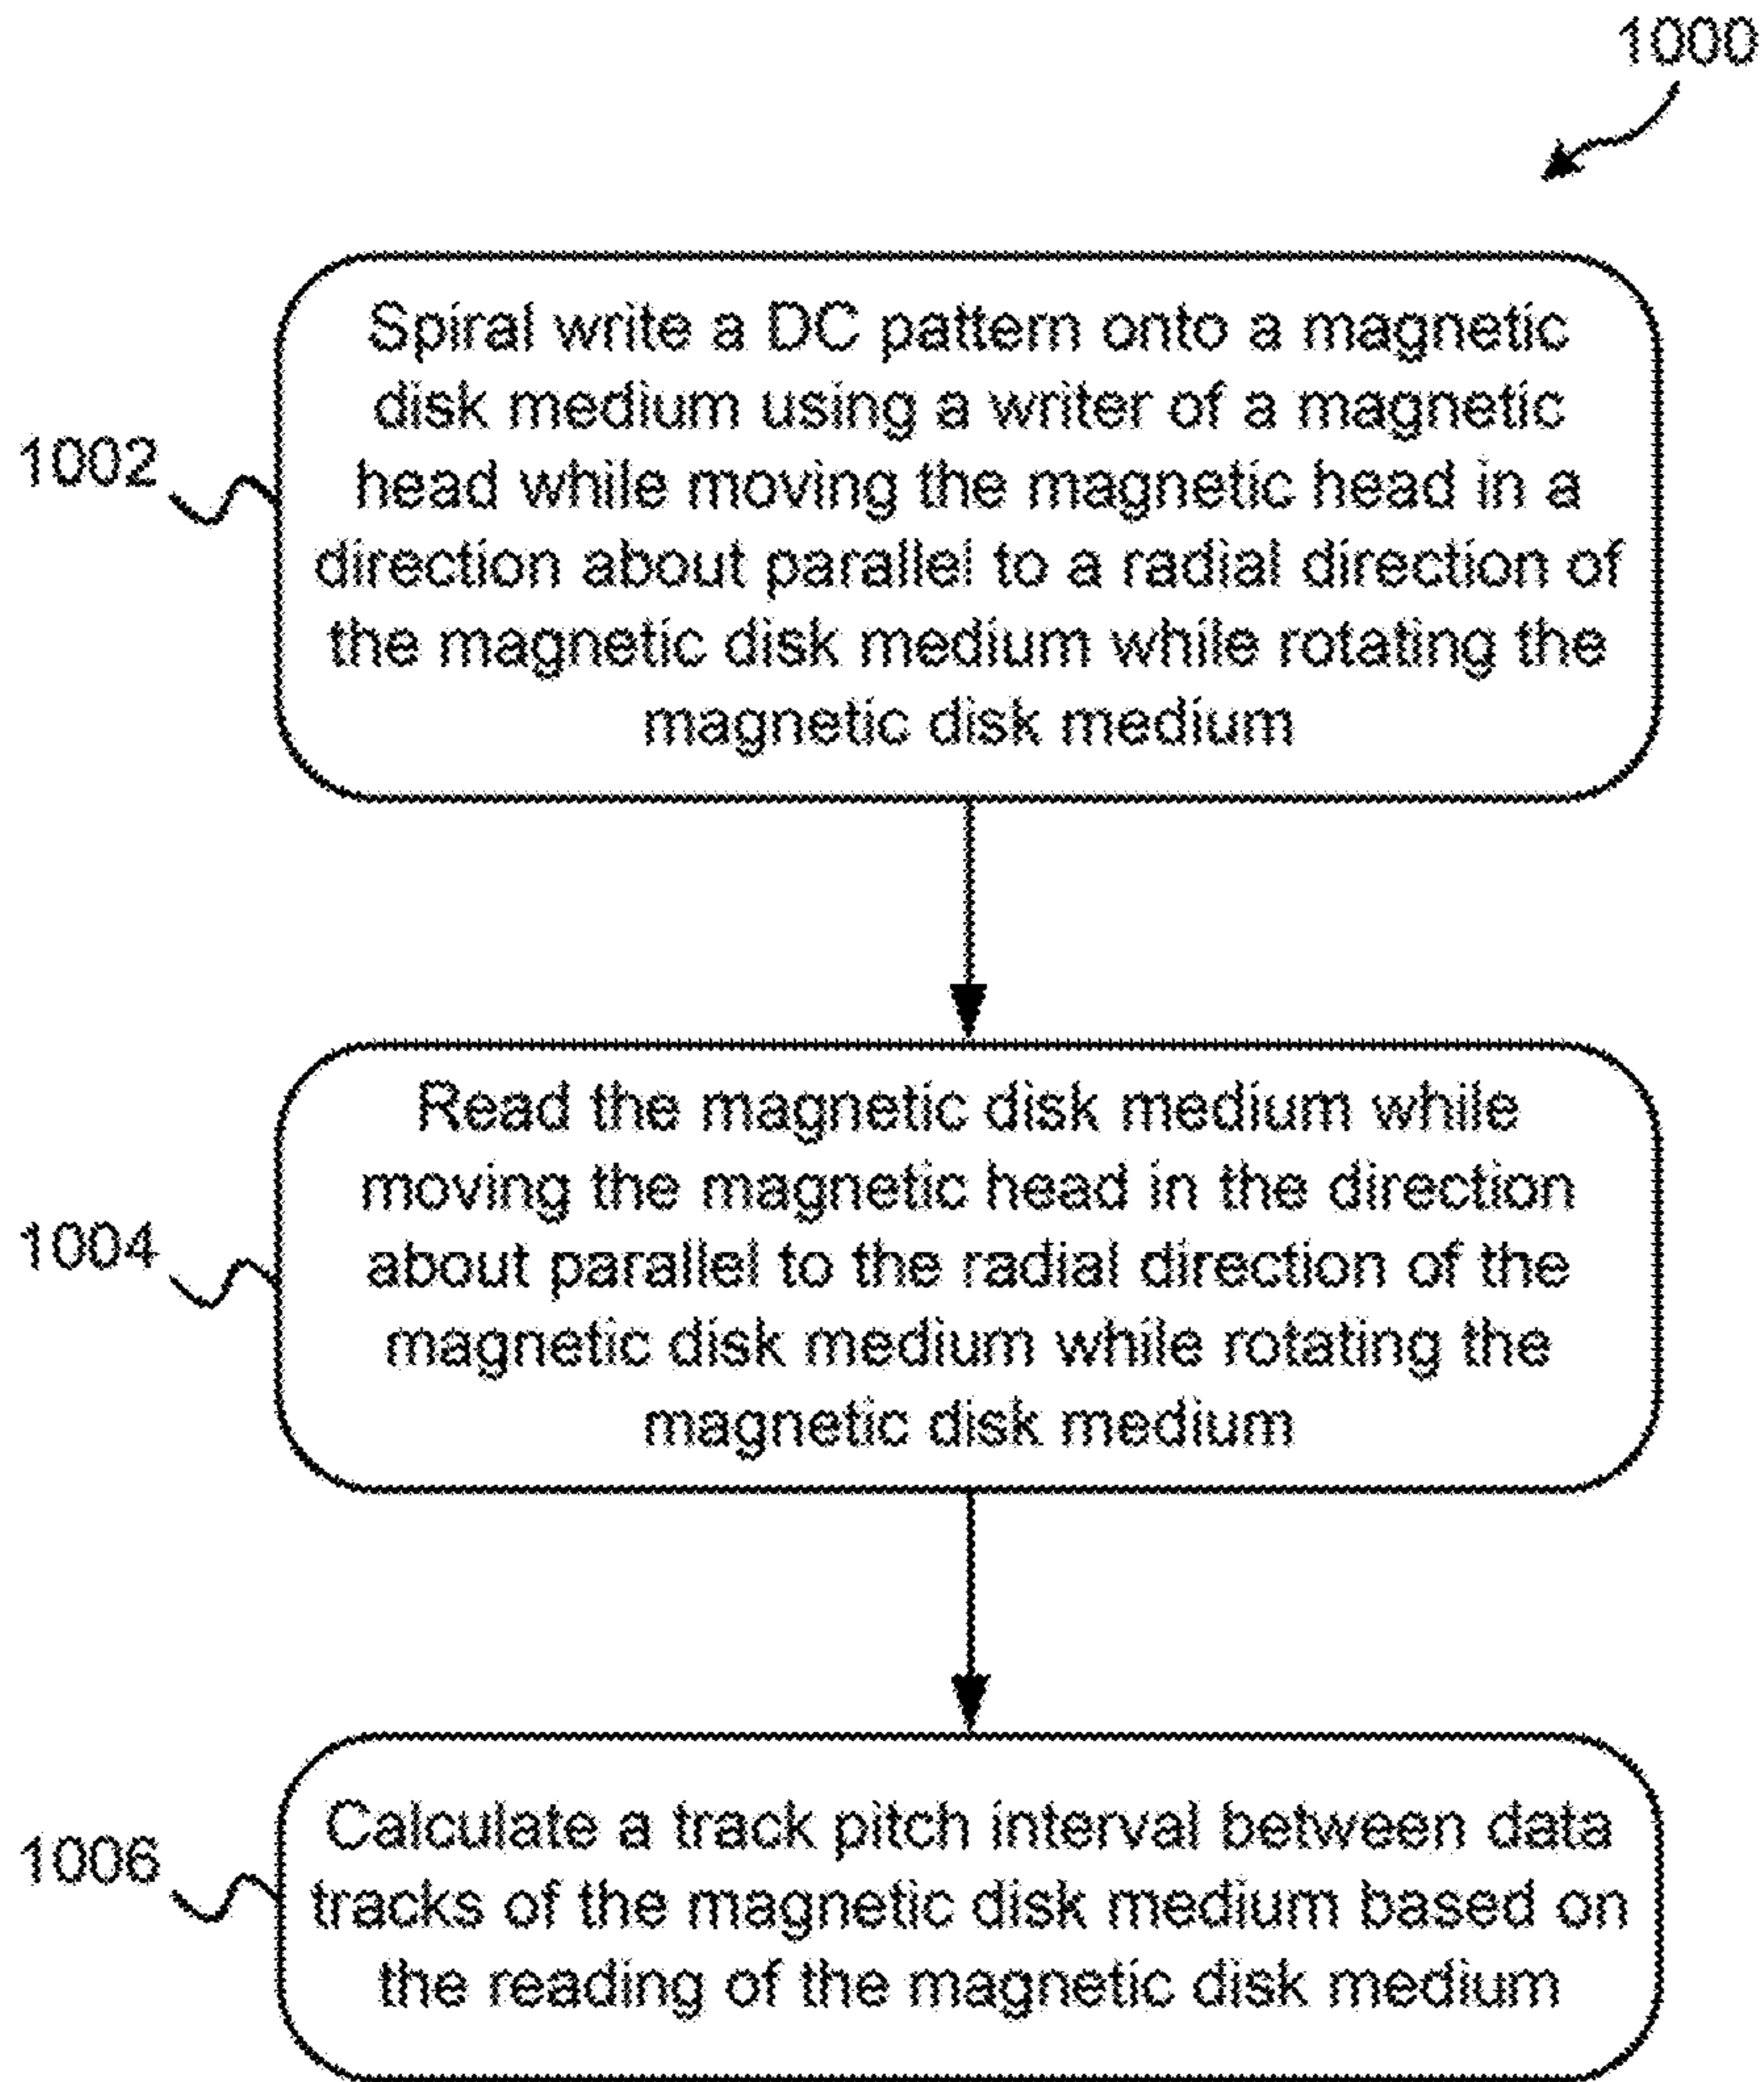 1000
Spiral write a DC pattern onto a magnetic
disk medium using a writer of a magnetic
head while moving the magnetic head in a
direction about parallel to a radial direction of
the magnetic disk medium while rotating the
magnetic disk medium
1002
Read the magnetic disk medium while
moving the magnetic head in the direction
about parallel to the radial direction of the
magnetic disk medium while rotating the
magnetic disk medium
1004
Calculate a track pitch interval between data
tracks of the magnetic disk medium based on
the reading of the magnetic disk medium
1006